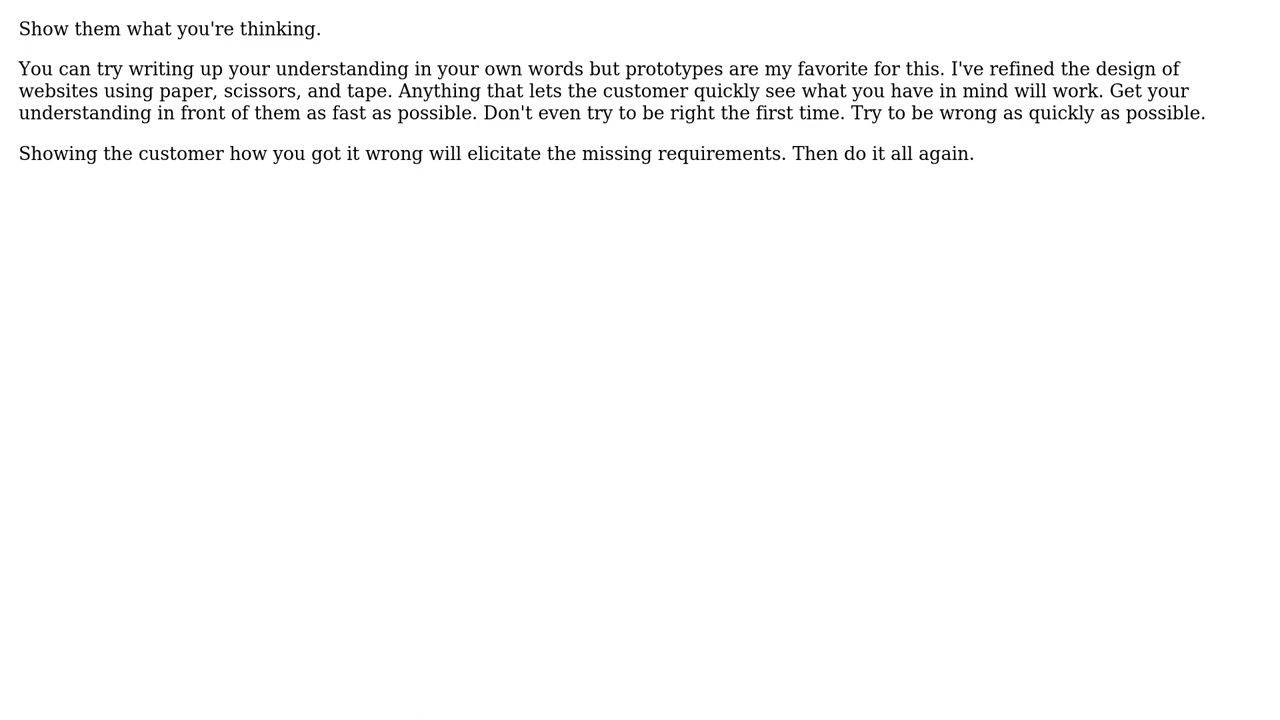 Show them what you're thinking.
You can try writing up your understanding in your own words but prototypes are my favorite for this. I've refined the design of
websites using paper, scissors, and tape. Anything that lets the customer quickly see what you have in mind will work. Get your
understanding in front of them as fast as possible. Don't even try to be right the first time. Try to be wrong as quickly as possible.
Showing the customer how you got it wrong will elicitate the missing requirements. Then do it all again.